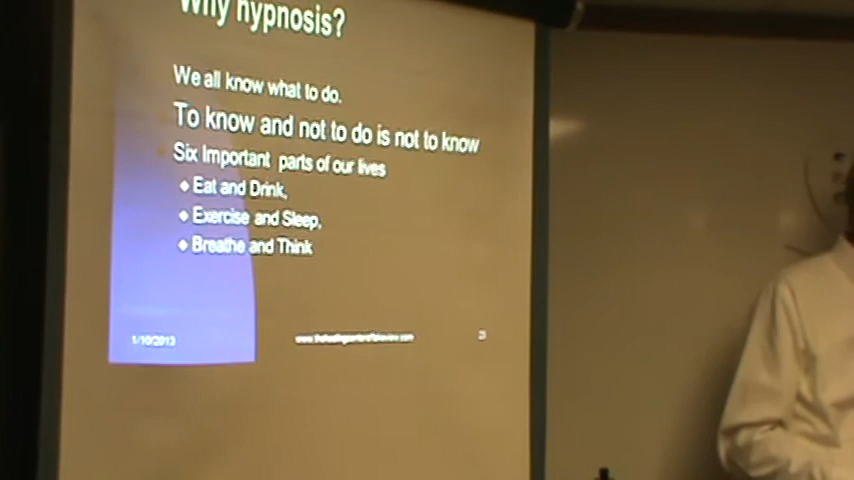 Why hypnosis?
We all know what to do.
To know and not to do is not to know
Six Important parts of our lives
Eat and Drink,
Exercise and Sleep,
Breathe and Think
1/10/2013